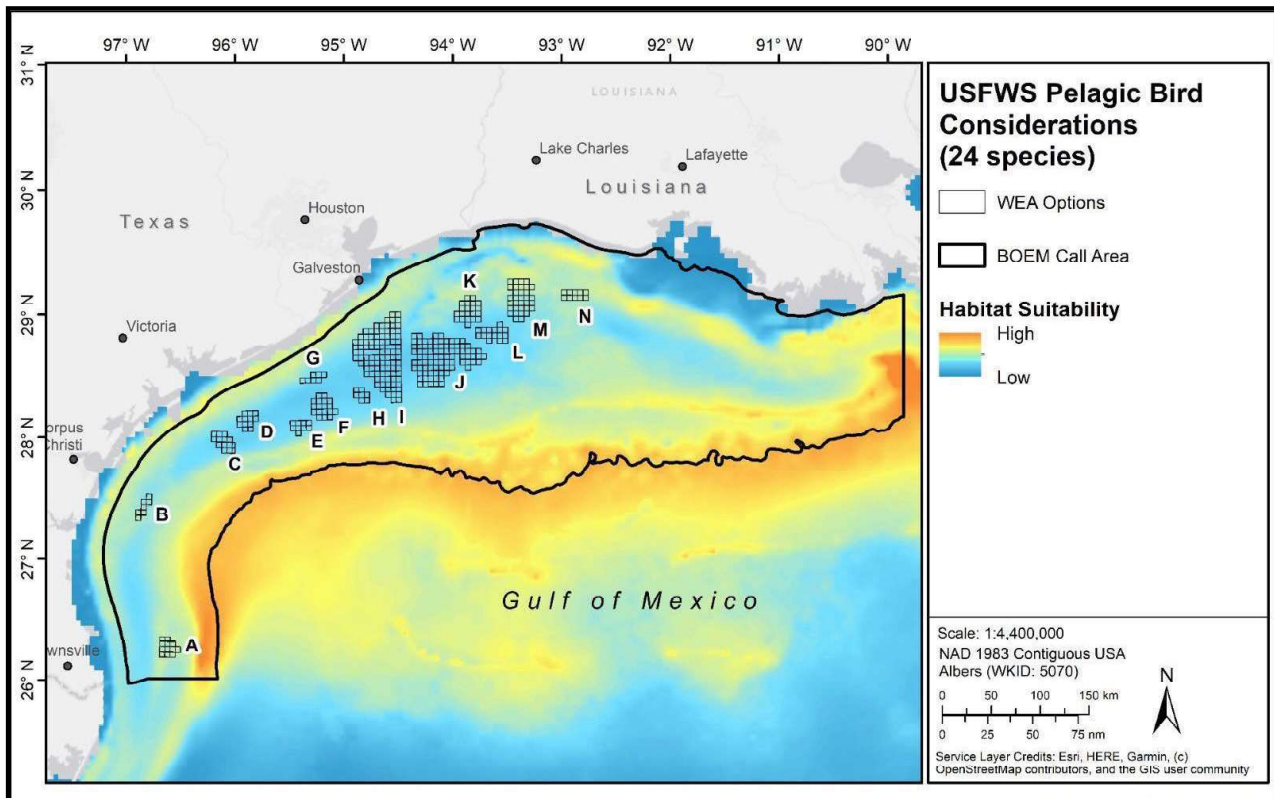 97° W 96° W 95° W 94° W 93° W 92° W 91° W 90° W
31° N
30° N
29° N
28° N
27° N
26° N
LOUISIANA
Lake Charles
Lafayette
Louisiana
Texas
Houston
Galveston
Victoria
orpus
Christi
wnsville
K
M
N
L
G
J
I
H
F
E
D
C
B
A
Gulf of Mexico
USFWS Pelagic Bird
Considerations
(24 species)
WEA Options
BOEM Call Area
Habitat Suitability
High
Low
Scale: 1:4,400,000
NAD 1983 Contiguous USA
Albers (WKID: 5070)
0 50 100 150 km
0 25 50 75 nm
N
Service Layer Credits: Esri, HERE, Garmin, (c)
OpenStreetMap contributors, and the GIS user community